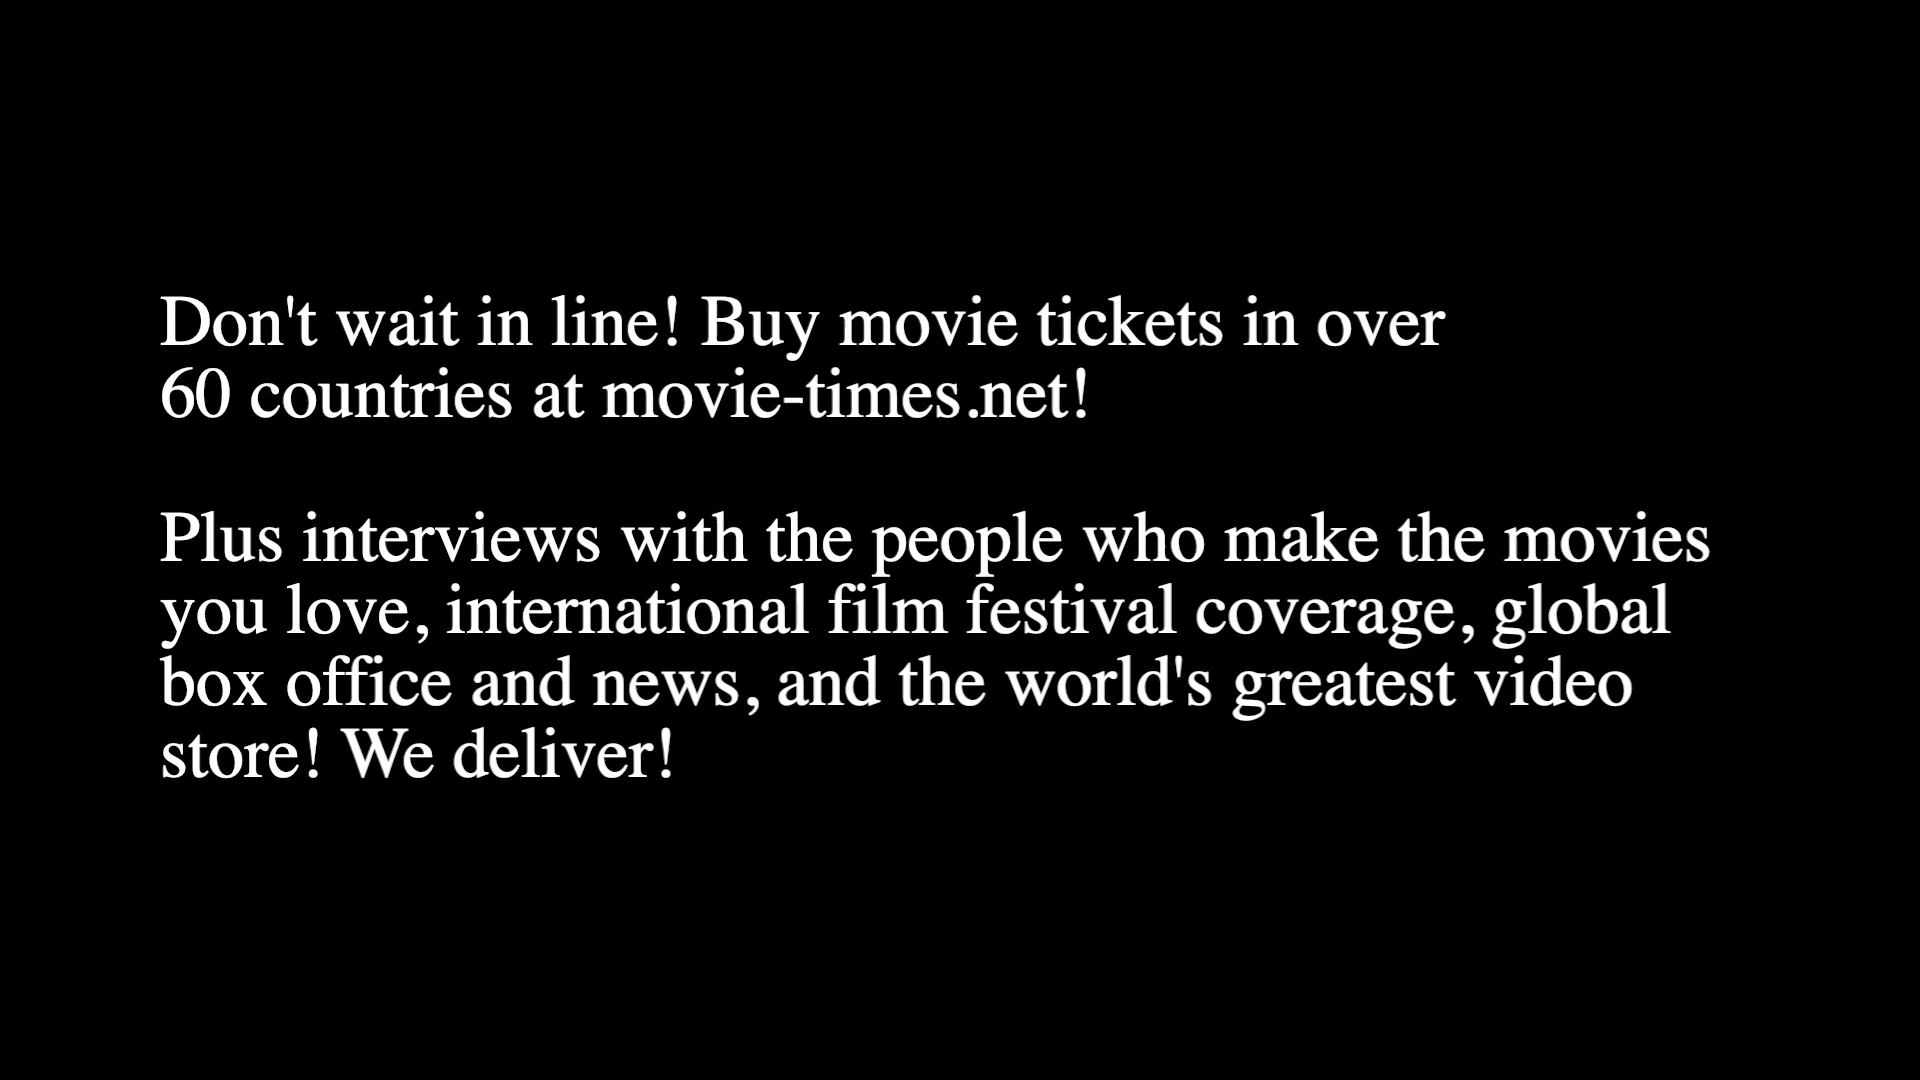 Don't wait in line! Buy movie tickets in over
60 countries at movie-times.net!
Plus interviews with the people who make the movies
you love, international film festival coverage, global
box office and news, and the world's greatest video
store! We deliver!